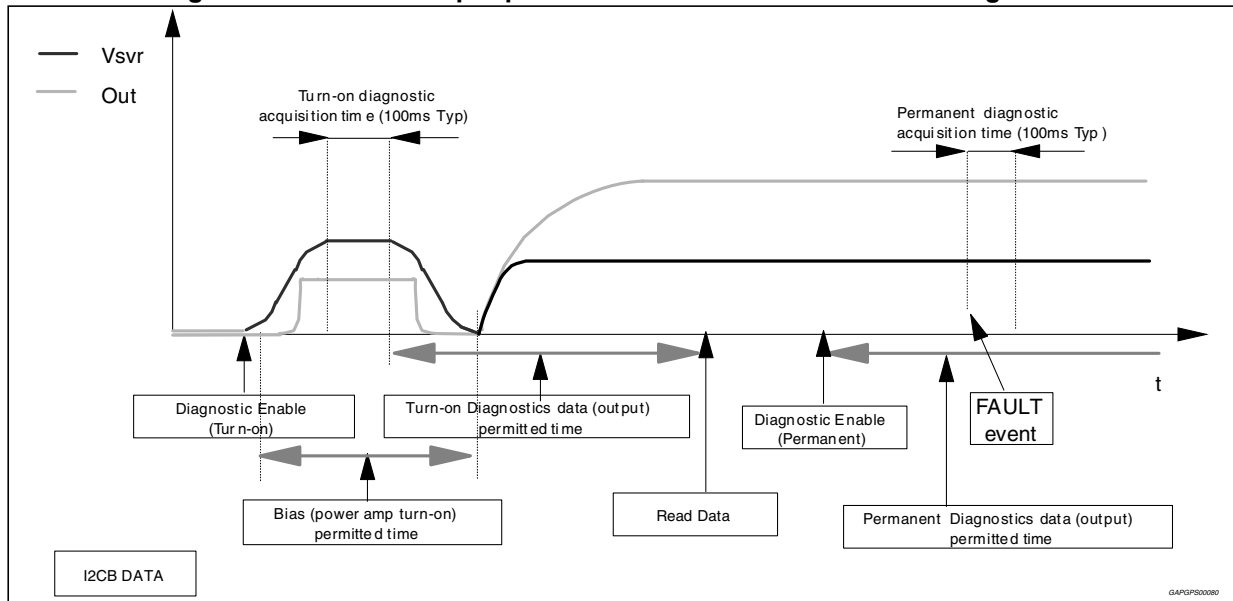 Vsvr
Out
Turn-on diagnostic
acquisition time (100ms Typ)
Permanent diagnostic
acquisition time (100ms Typ)
t
Diagnostic Enable
(Turn-on)
Turn-on Diagnostics data (output)
permitted time
Diagnostic Enable
(Permanent)
FAULT
event
Bias (power amp turn-on)
permitted time
Read Data
Permanent Diagnostics data (output)
permitted time
I2CB DATA
GAPGPS00080